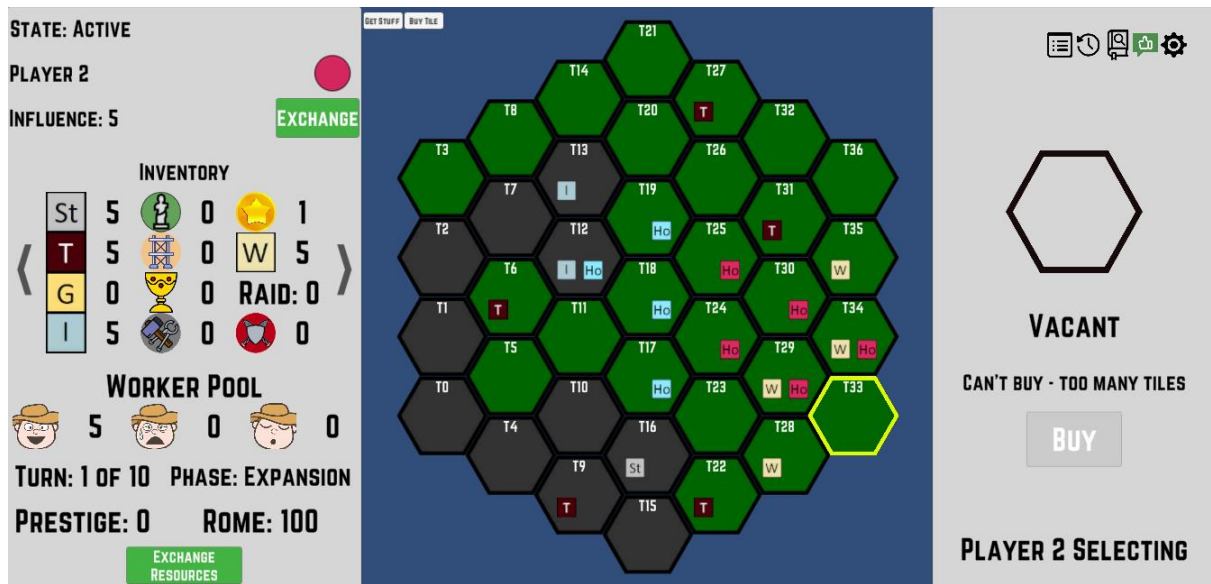 STATE: ACTIVE
PLAYER 2
INFLUENCE: 5
EXCHANGE
INVENTORY
St 5 0 1
T 5 0 W 5
G 0 0 RAID: 0
I 5 0 0
WORKER POOL
5 0 0
TURN: 1 OF 10 PHASE: EXPANSION
PRESTIGE: 0 ROME: 100
EXCHANGE
RESOURCES
GET STUFF BUY TILE
T21
T14 T27
T
T8 T20 T32
T3 T13 T26 T36
I
T7 T19 T31
Ho T
T2 T12 T25 T35
I Ho Ho W
T6 T18 T30
T Ho Ho
T1 T11 T24 T34
Ho W Ho
T5 T17 T29
Ho W Ho
T0 T10 T23 T33
T4 T16 T28
St W
T9 T22
T T
T15
VACANT
CAN'T BUY - TOO MANY TILES
BUY
PLAYER 2 SELECTING